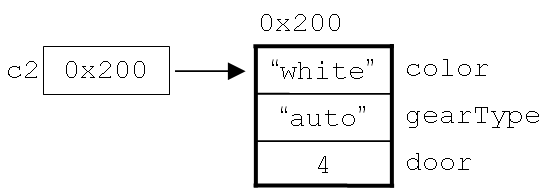 0x200
c2 0x200 “white” color
“auto” gearType
4 door